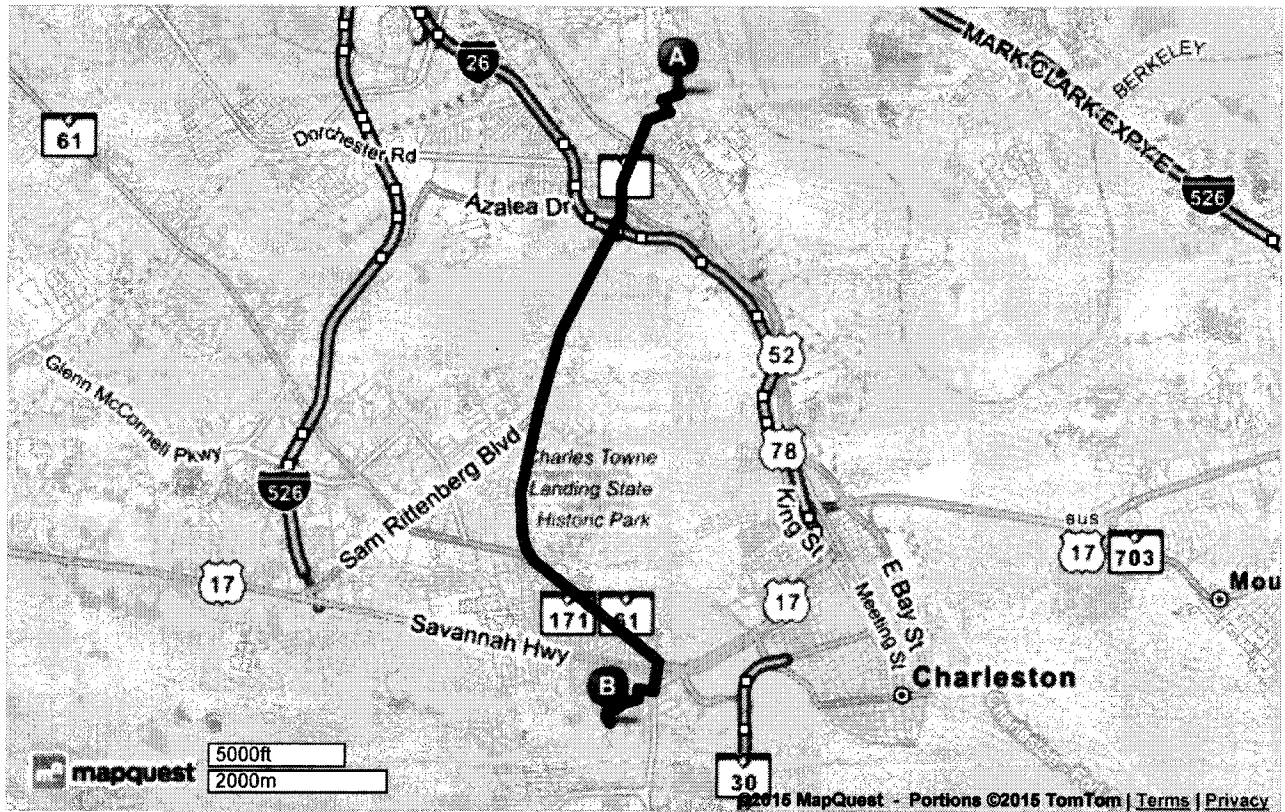 A
26
MARK CLARK EXPY E
BERKELEY
61
Dorchester Rd
Azalea Dr
526
52
Glenn McConnell Pkwy
78
Sam Rittenberg Blvd
Charles Towne
Landing State
Historic Park
526
King St
BUS
17
703
17
17
E Bay St
Mou
171
61
Meeting St
Savannah Hwy
B
Charleston
mapquest
5000ft
2000m
30
©2015 MapQuest - Portions ©2015 TomTom | Terms | Privacy